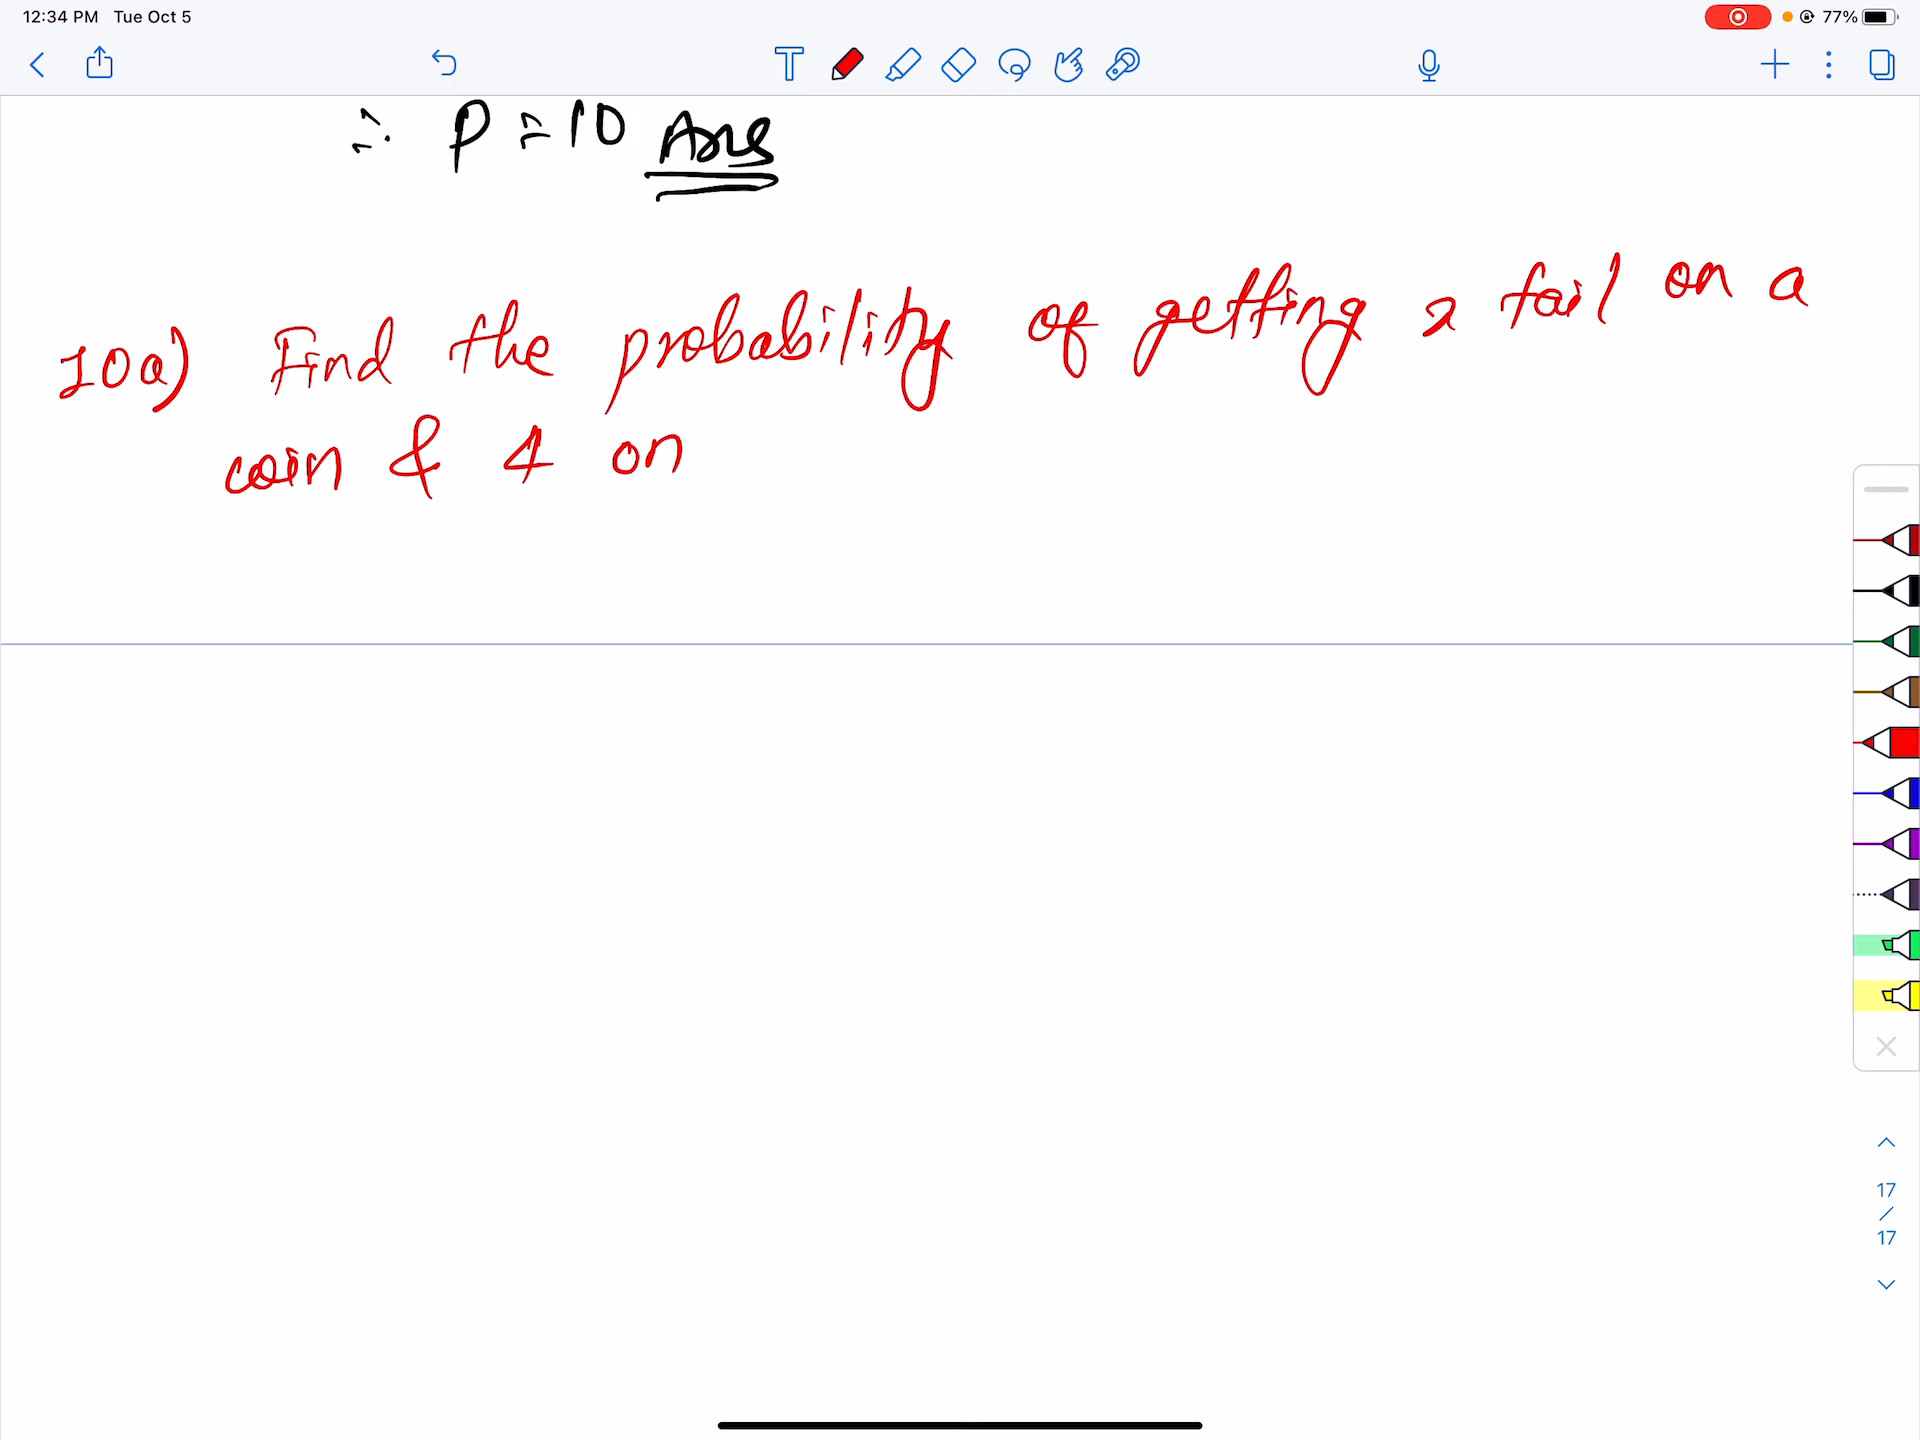 12:34 PM Tue Oct 5
77%
∴ P = 10 Ans
10a) Find the probability of getting a tail on a
coin & 4 on
17
/
17